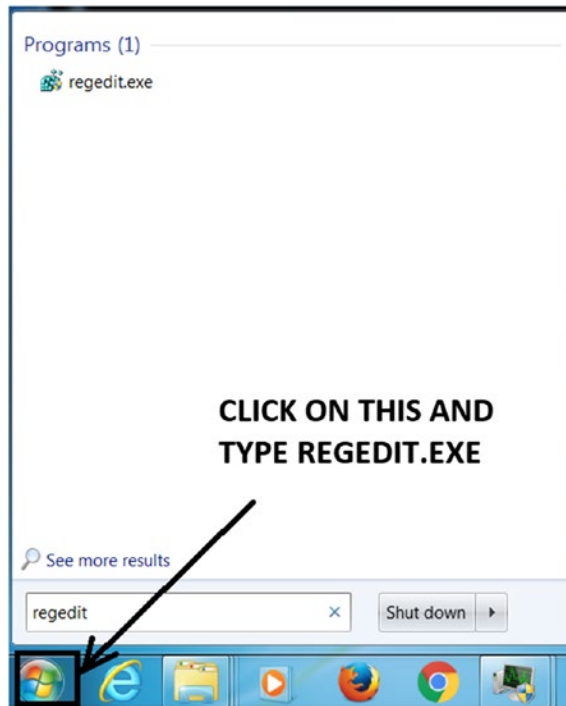 Programs (1)
regedit.exe
CLICK ON THIS AND
TYPE REGEDIT.EXE
See more results
regedit
Shut down